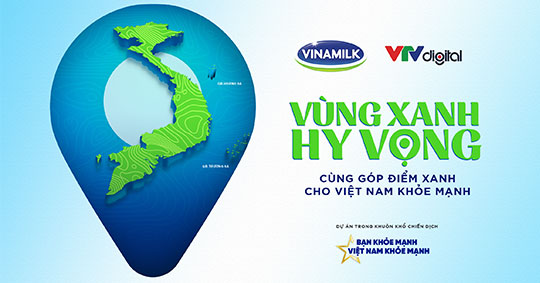 VINAMILK
VTVdigital
VÙNG XANH
HY VỌNG
CÙNG GÓP ĐIỂM XANH
CHO VIỆT NAM KHỎE MẠNH
DỰ ÁN TRONG KHUÔN KHỔ CHIẾN DỊCH
BẠN KHỎE MẠNH
VIỆT NAM KHỎE MẠNH